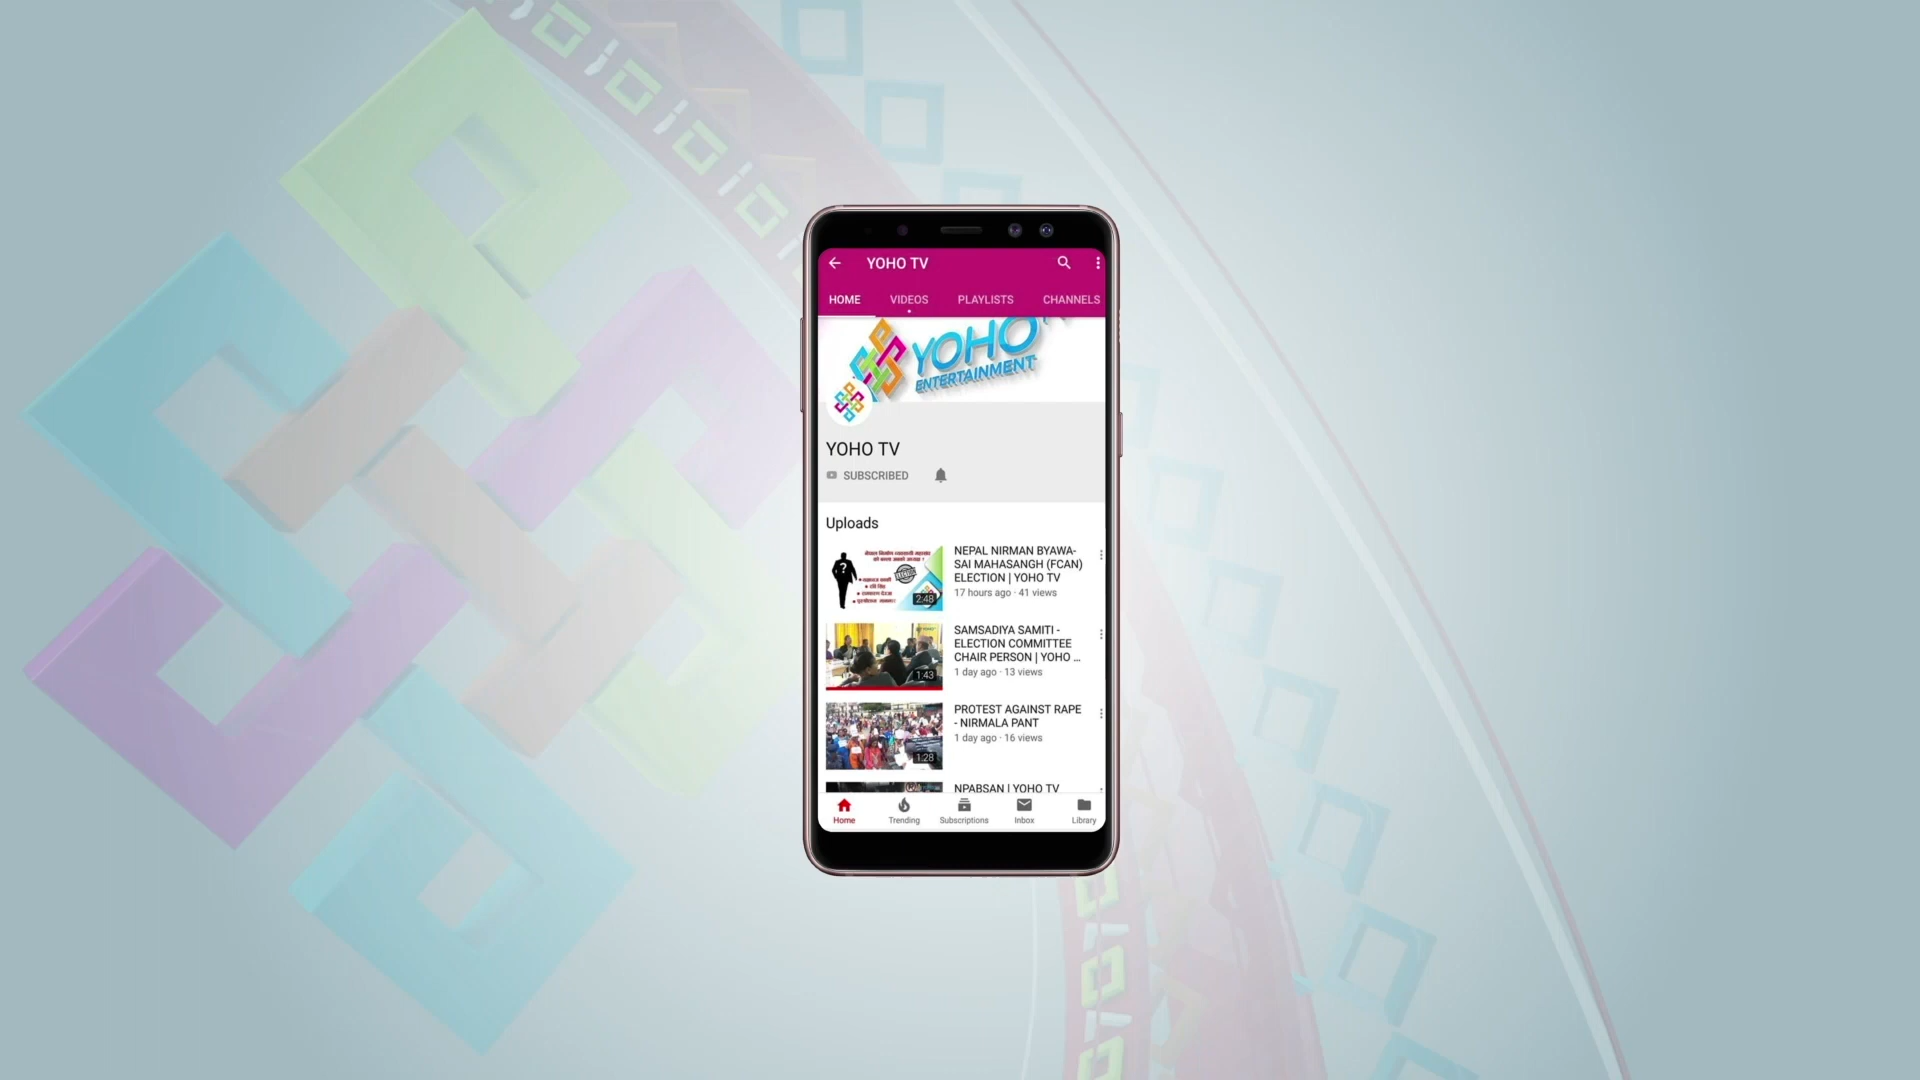 YOHO TV
HOME VIDEOS PLAYLISTS CHANNELS
YOHO
ENTERTAINMENT
YOHO TV
SUBSCRIBED
Uploads
?
2:48
NEPAL NIRMAN BYAWA-
SAI MAHASANGH (FCAN)
ELECTION | YOHO TV
17 hours ago · 41 views
1:43
SAMSADIYA SAMITI -
ELECTION COMMITTEE
CHAIR PERSON | YOHO ...
1 day ago · 13 views
1:28
PROTEST AGAINST RAPE
- NIRMALA PANT
1 day ago · 16 views
NPABSAN | YOHO TV
Home Trending Subscriptions Inbox Library